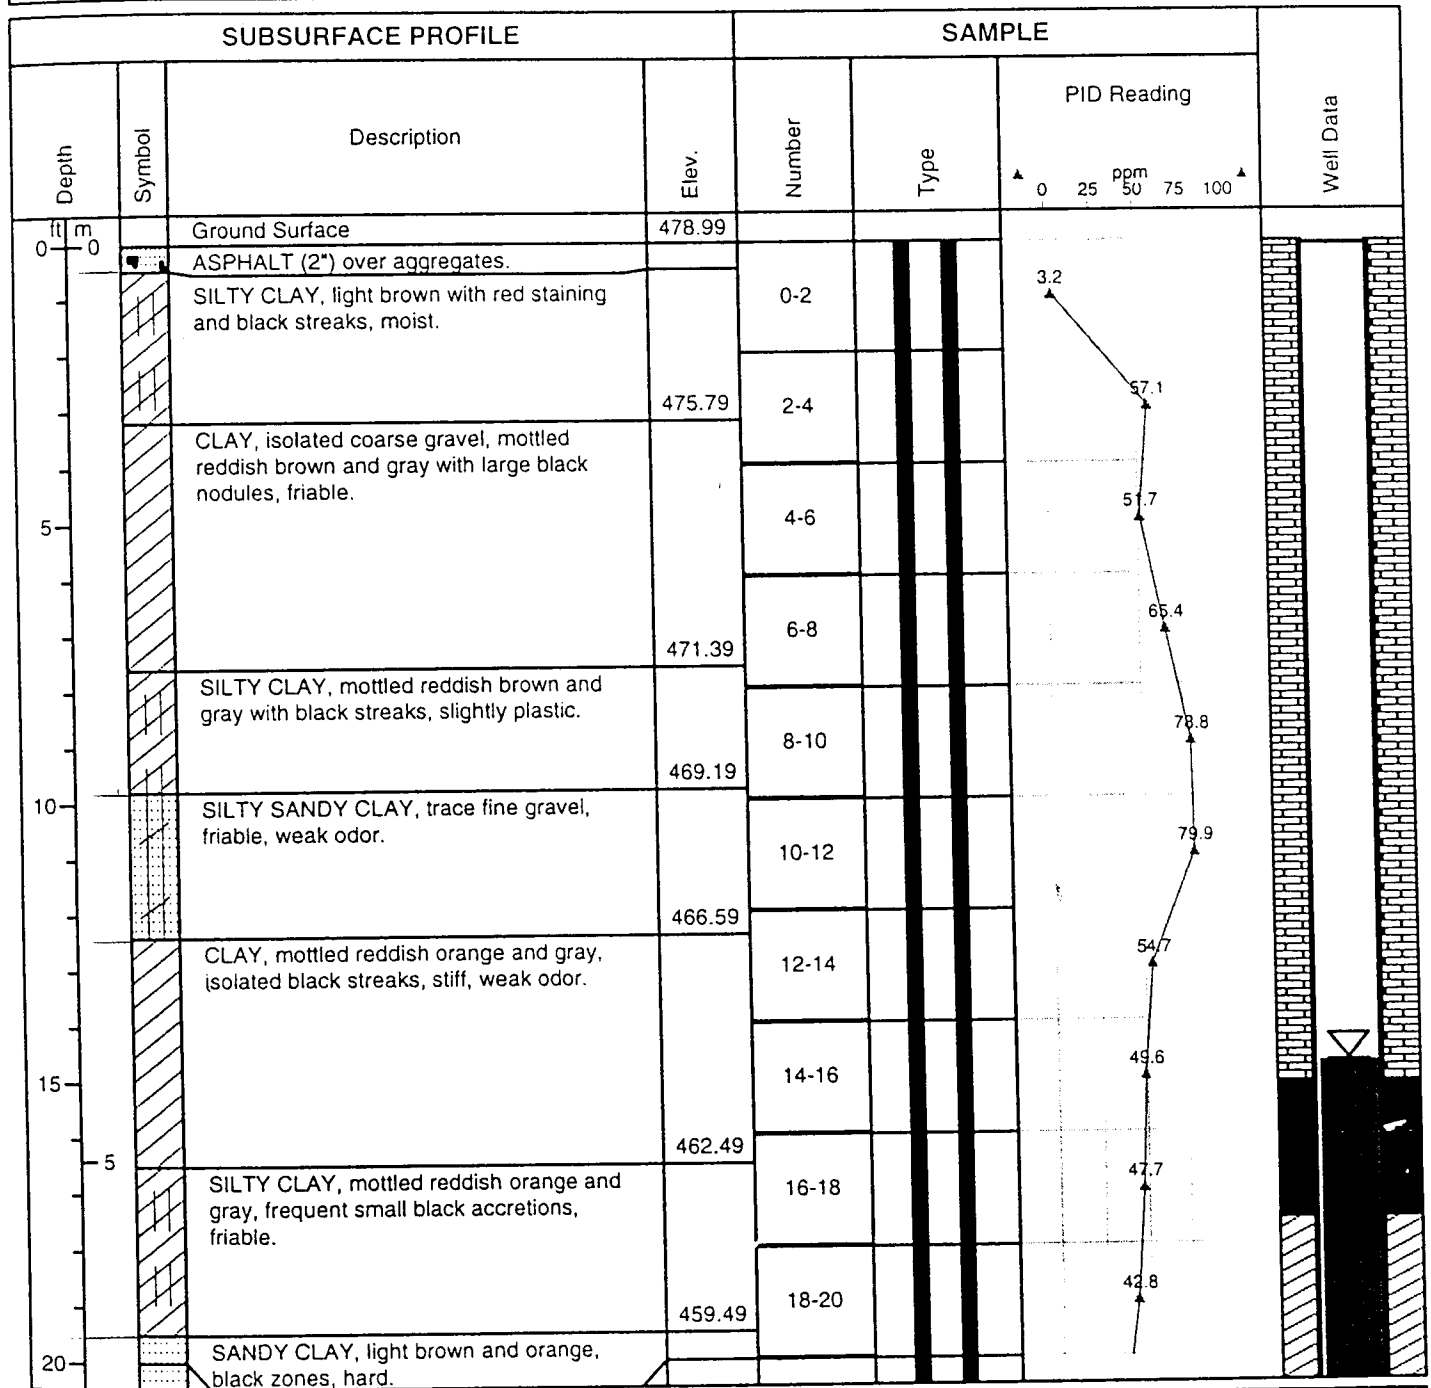 SUBSURFACE PROFILE
SAMPLE
Depth
Symbol
Description
Elev.
Number
Type
PID Reading
ppm
0 25 50 75 100
Well Data
ft m
0 0
Ground Surface
478.99
ASPHALT (2") over aggregates.
SILTY CLAY, light brown with red staining
and black streaks, moist.
475.79
0-2
3.2
2-4
57.1
CLAY, isolated coarse gravel, mottled
reddish brown and gray with large black
nodules, friable.
471.39
5
4-6
51.7
6-8
65.4
SILTY CLAY, mottled reddish brown and
gray with black streaks, slightly plastic.
469.19
8-10
78.8
10
SILTY SANDY CLAY, trace fine gravel,
friable, weak odor.
466.59
10-12
79.9
CLAY, mottled reddish orange and gray,
isolated black streaks, stiff, weak odor.
462.49
12-14
54.7
15
14-16
49.6
5
SILTY CLAY, mottled reddish orange and
gray, frequent small black accretions,
friable.
459.49
16-18
47.7
18-20
42.8
20
SANDY CLAY, light brown and orange,
black zones, hard.